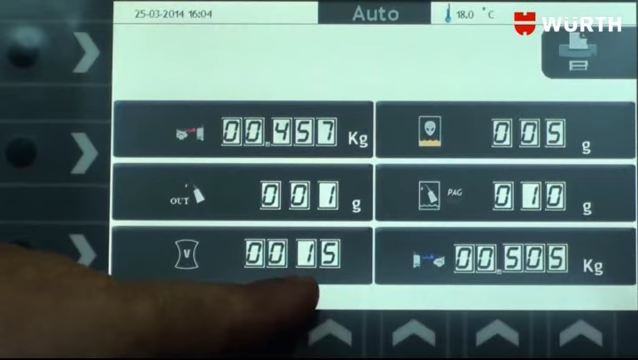 25-03-2014 16:04 Auto 18.0 °C
WÜRTH
00.457 Kg
005 g
OUT 001 g
PAG 010 g
V 0015
00.505 Kg